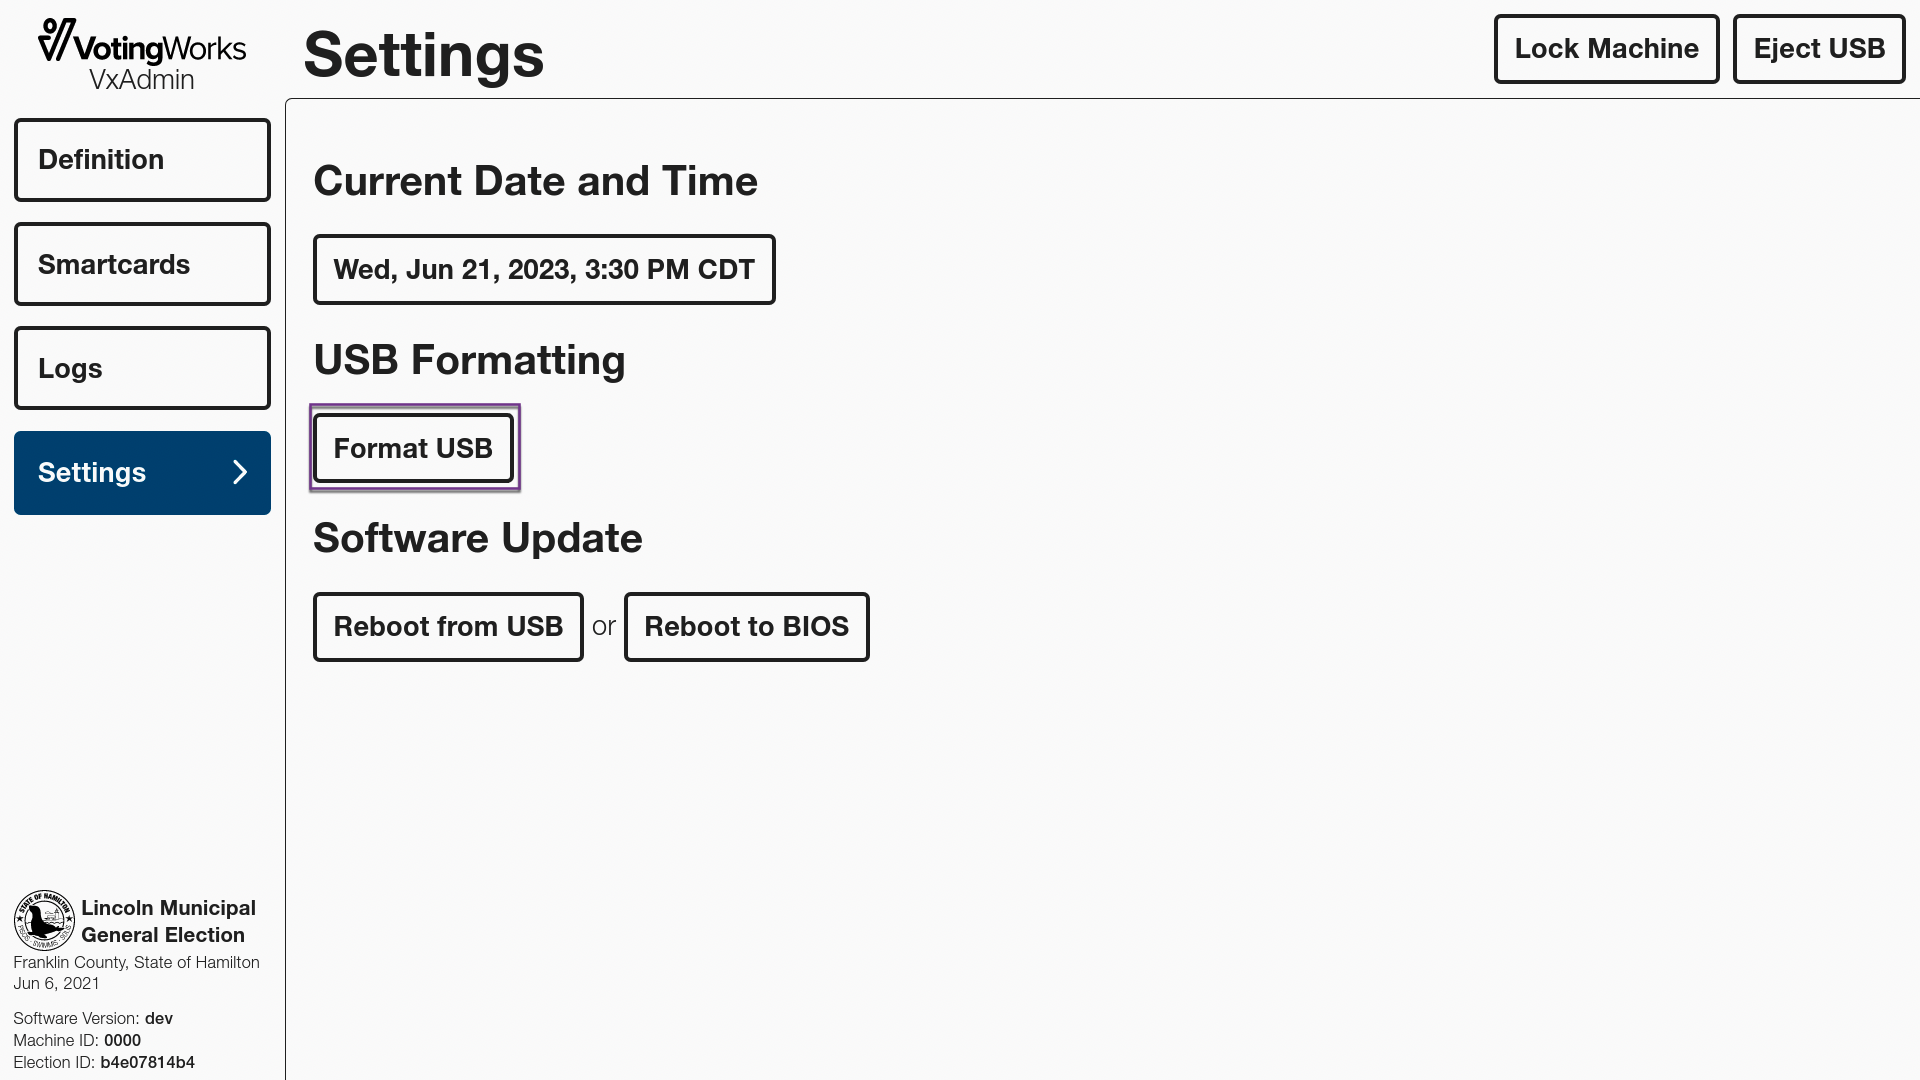 VotingWorks
VxAdmin
Settings
Lock Machine
Eject USB
Definition
Smartcards
Logs
Settings
Current Date and Time
Wed, Jun 21, 2023, 3:30 PM CDT
USB Formatting
Format USB
Software Update
Reboot from USB or Reboot to BIOS
STATE OF HAMILTON
Lincoln Municipal
General Election
Franklin County, State of Hamilton
Jun 6, 2021
Software Version: dev
Machine ID: 0000
Election ID: b4e07814b4